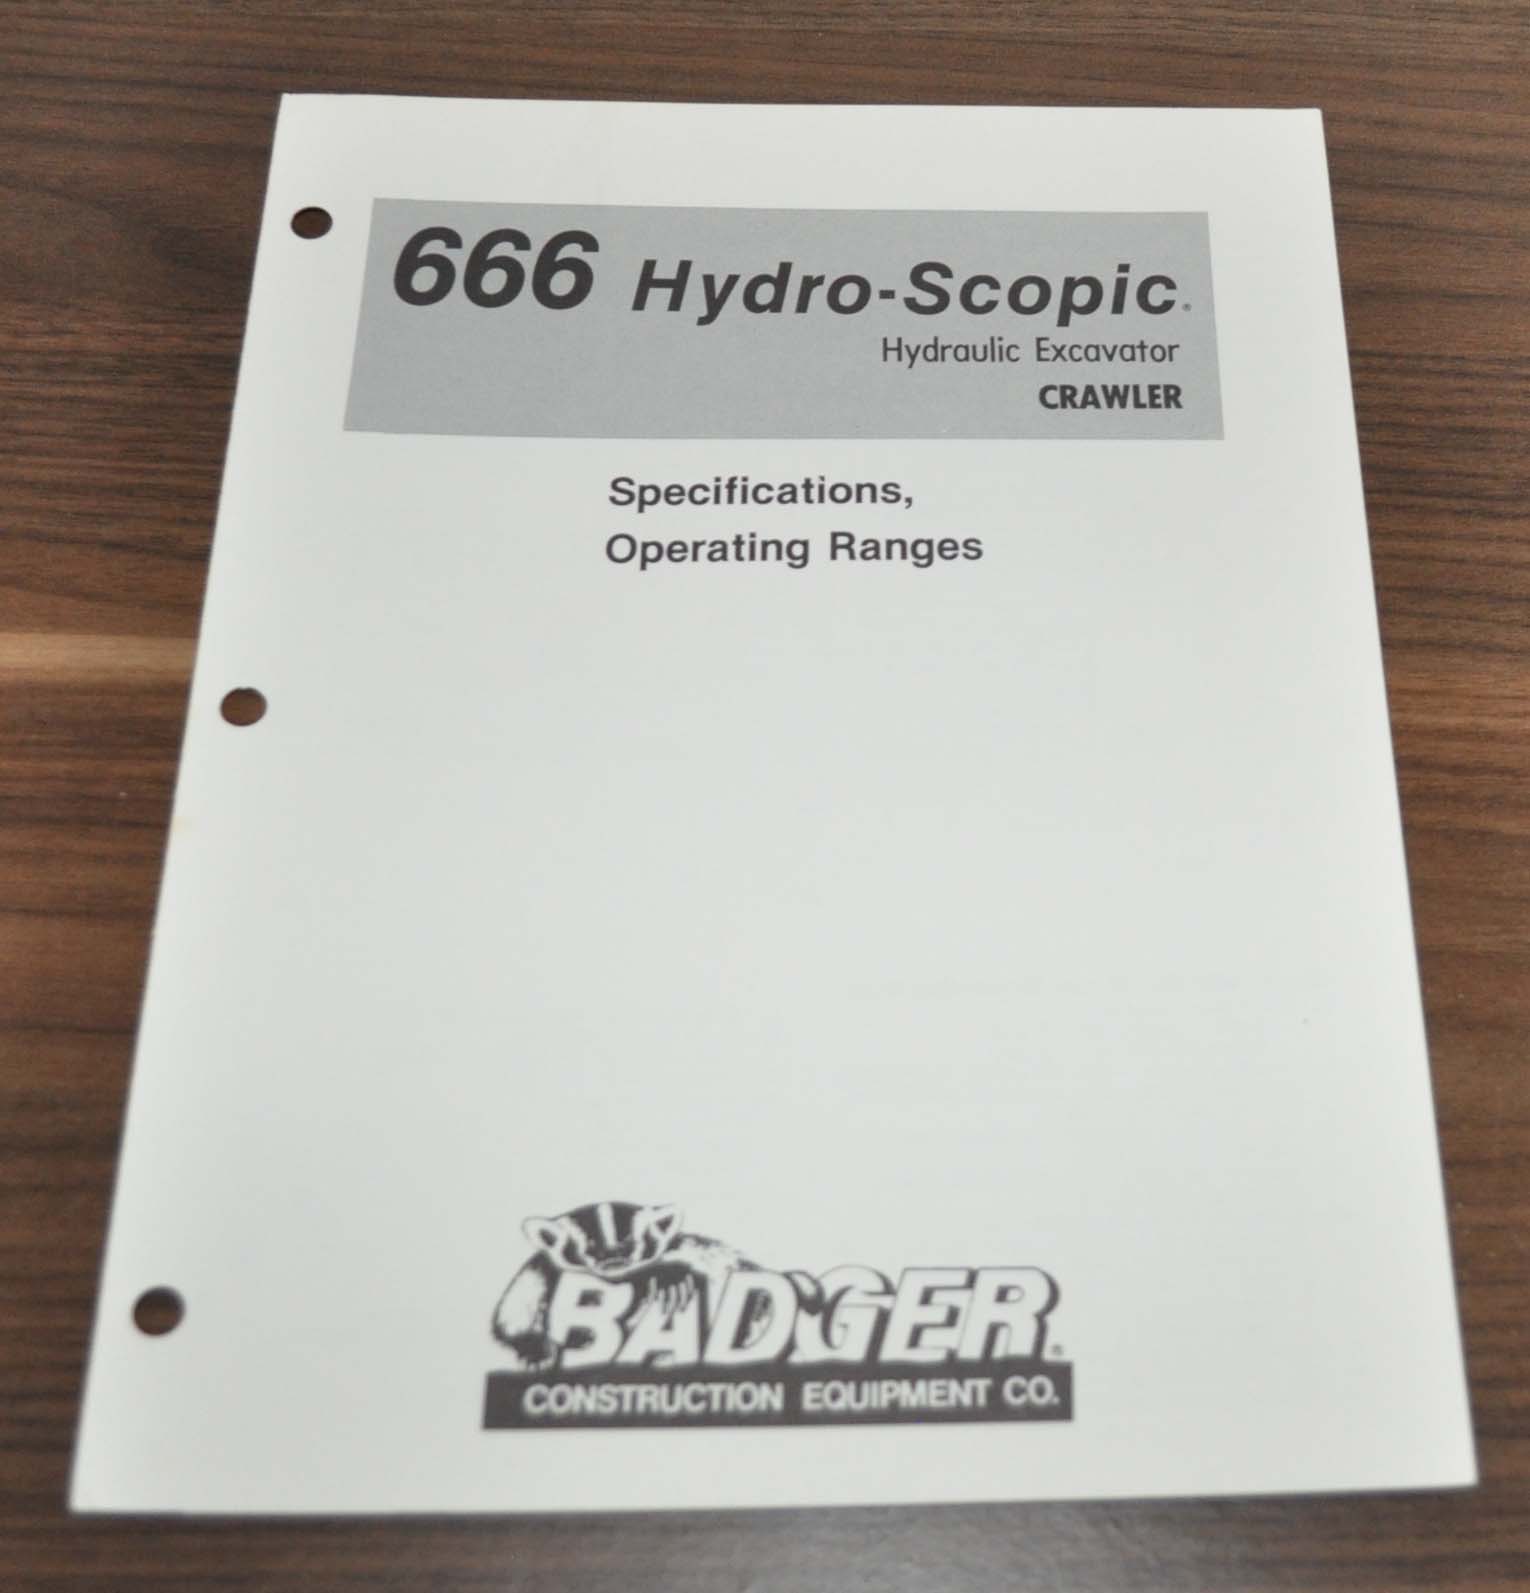 666 Hydro-Scopic®
Hydraulic Excavator
CRAWLER
Specifications,
Operating Ranges
BADGER®
CONSTRUCTION EQUIPMENT CO.